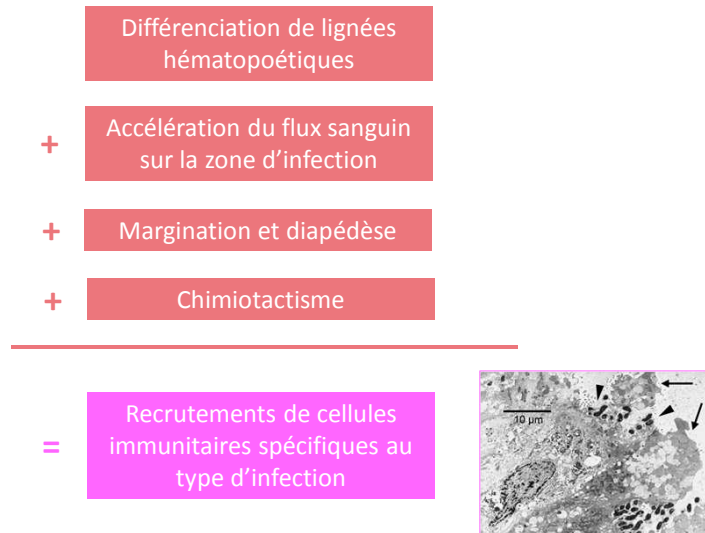 Différenciation de lignées
hématopoétiques
+
Accélération du flux sanguin
sur la zone d'infection
+
Margination et diapédèse
+
Chimiotactisme
=
Recrutements de cellules
immunitaires spécifiques au
type d'infection
10 µm